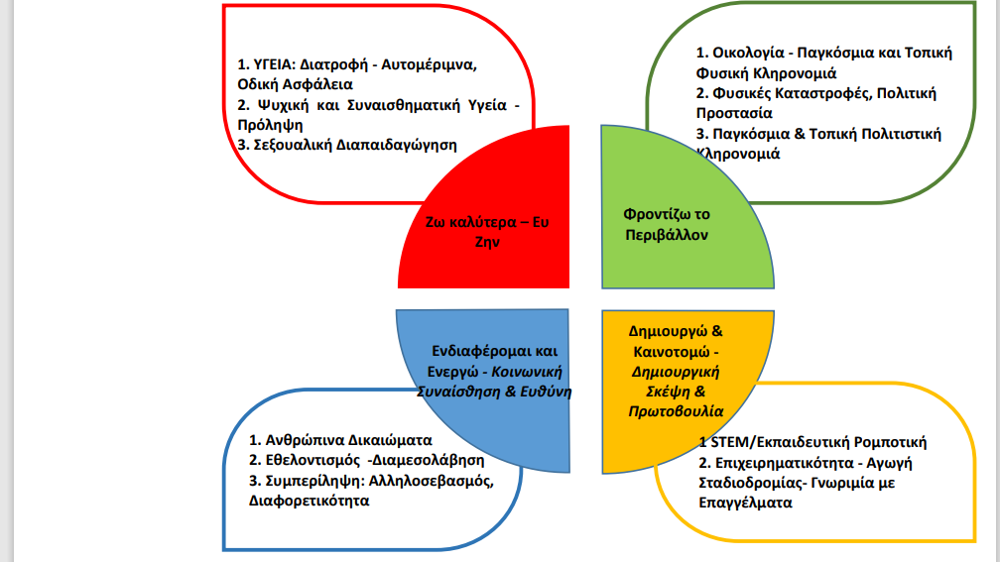 1. ΥΓΕΙΑ: Διατροφή - Αυτομέριμνα,
Οδική Ασφάλεια
2. Ψυχική και Συναισθηματική Υγεία -
Πρόληψη
3. Σεξουαλική Διαπαιδαγώγηση
1. Οικολογία - Παγκόσμια και Τοπική
Φυσική Κληρονομιά
2. Φυσικές Καταστροφές, Πολιτική
Προστασία
3. Παγκόσμια & Τοπική Πολιτιστική
Κληρονομιά
Ζω καλύτερα – Ευ
Ζην
Φροντίζω το
Περιβάλλον
Ενδιαφέρομαι και
Ενεργώ - Κοινωνική
Συναίσθηση & Ευθύνη
Δημιουργώ &
Καινοτομώ -
Δημιουργική
Σκέψη &
Πρωτοβουλία
1. Ανθρώπινα Δικαιώματα
2. Εθελοντισμός -Διαμεσολάβηση
3. Συμπερίληψη: Αλληλοσεβασμός,
Διαφορετικότητα
1 STEM/Εκπαιδευτική Ρομποτική
2. Επιχειρηματικότητα - Αγωγή
Σταδιοδρομίας- Γνωριμία με
Επαγγέλματα